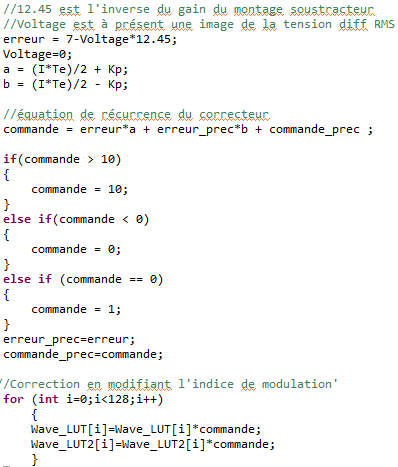 //12.45 est l'inverse du gain du montage soustracteur
//Voltage est à présent une image de la tension diff RMS
erreur = 7-Voltage*12.45;
Voltage=0;
a = (I*Te)/2 + Kp;
b = (I*Te)/2 - Kp;
//équation de récurrence du correcteur
commande = erreur*a + erreur_prec*b + commande_prec ;
if(commande > 10)
{
commande = 10;
}
else if(commande < 0)
{
commande = 0;
}
else if (commande == 0)
{
commande = 1;
}
erreur_prec=erreur;
commande_prec=commande;
//Correction en modifiant l'indice de modulation'
for (int i=0;i<128;i++)
{
Wave_LUT[i]=Wave_LUT[i]*commande;
Wave_LUT2[i]=Wave_LUT2[i]*commande;
}